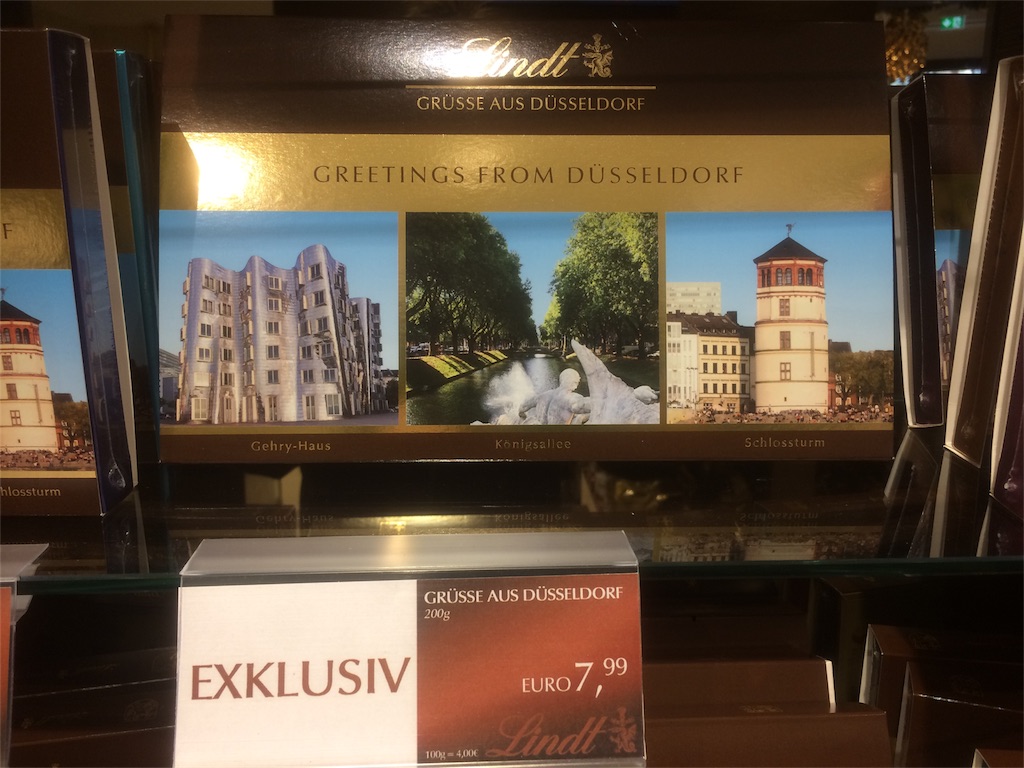 Lindt
GRÜSSE AUS DÜSSELDORF
GREETINGS FROM DÜSSELDORF
F
Gehry-Haus
Königsallee
Schlossturm
hlossturm
GRÜSSE AUS DÜSSELDORF
200g
EXKLUSIV
EURO 7,99
100g = 4,00€
Lindt